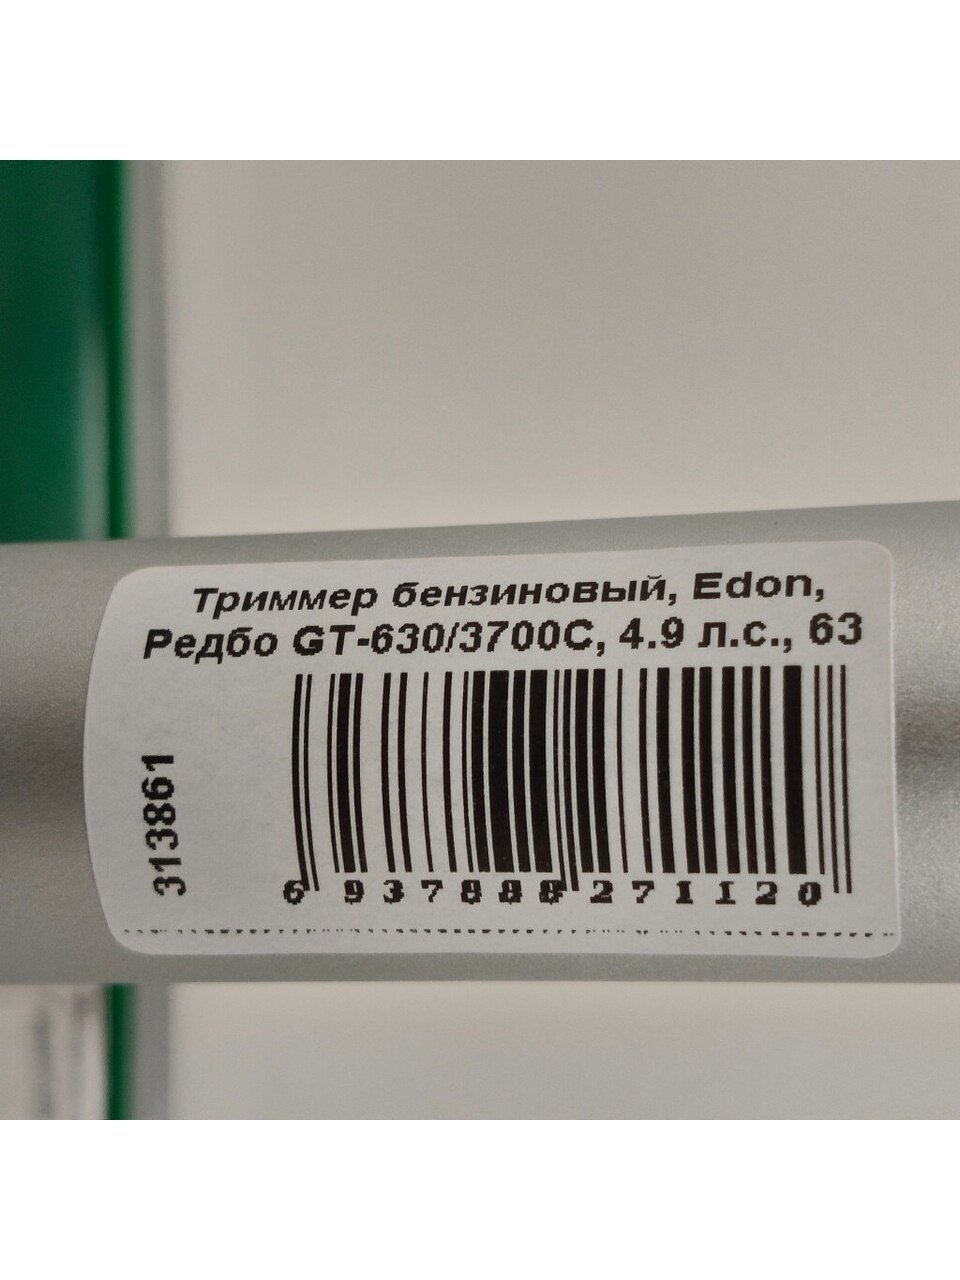 Триммер бензиновый, Edon,
Редбо GT-630/3700C, 4.9 л.с., 63
313861
6 937888 271120